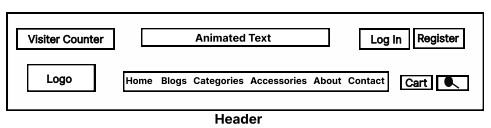 Visiter Counter
Animated Text
Log In
Register
Logo
Home Blogs Categories Accessories About Contact
Cart
Header